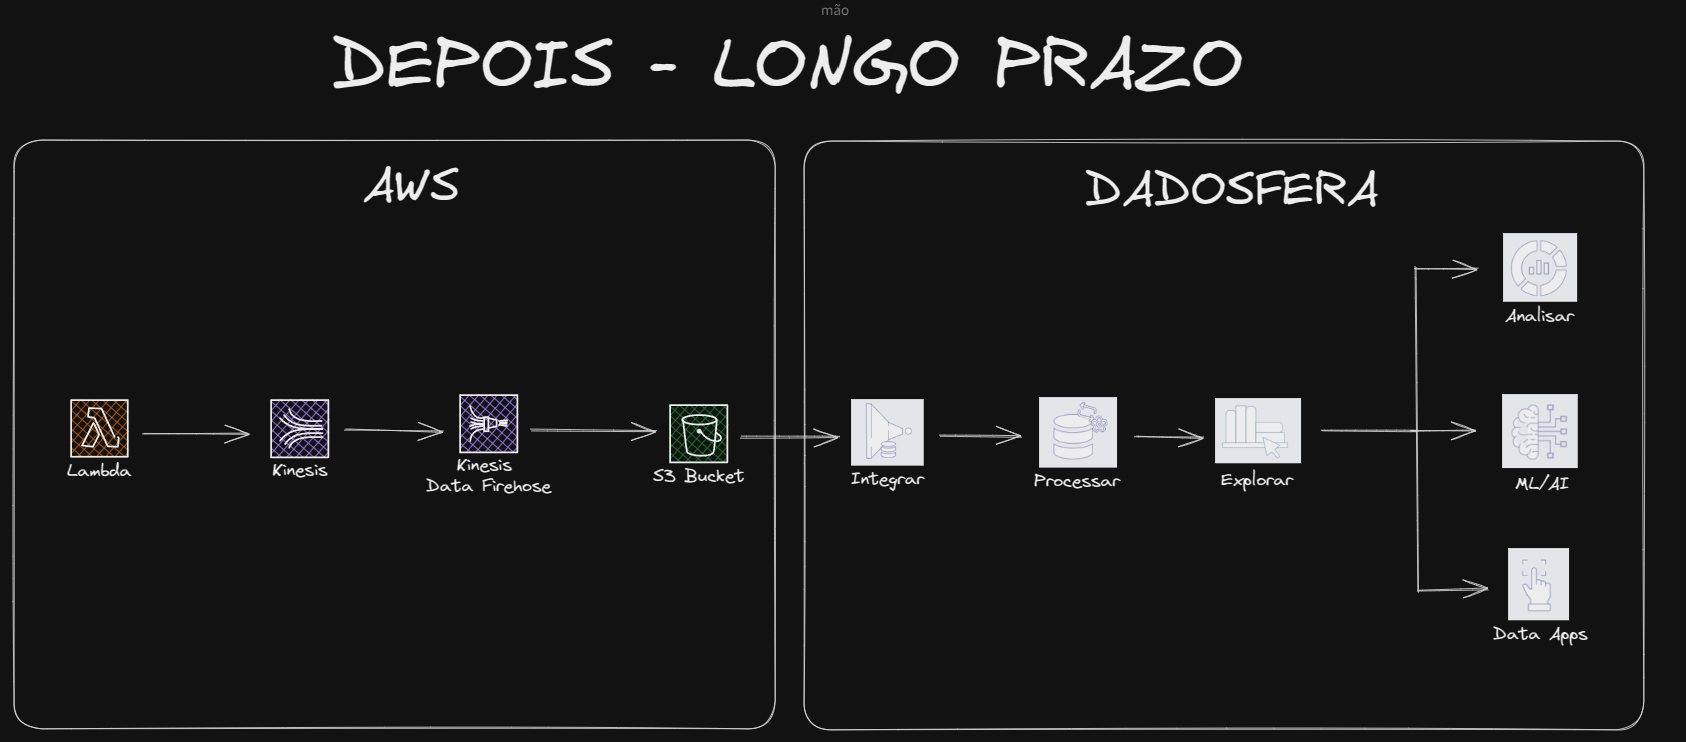 mão
DEPOIS - LONGO PRAZO
AWS
DADOSFERA
Analisar
Lambda
Kinesis
Kinesis
Data Firehose
S3 Bucket
Integrar
Processar
Explorar
ML/AI
Data Apps